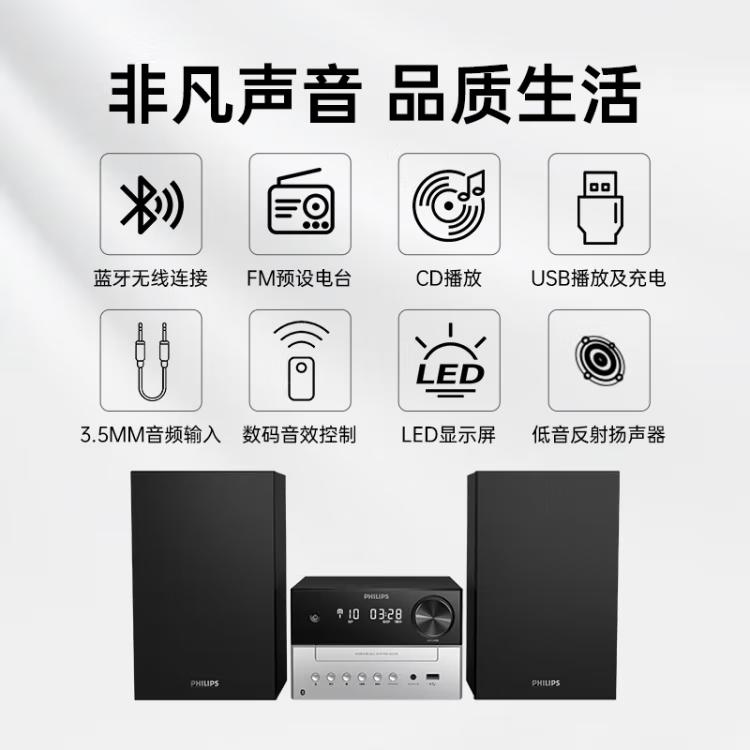 非凡声音 品质生活
蓝牙无线连接
FM预设电台
CD播放
USB播放及充电
LED
3.5MM音频输入
数码音效控制
LED显示屏
低音反射扬声器
PHILIPS
10 03:28
PHILIPS
PHILIPS